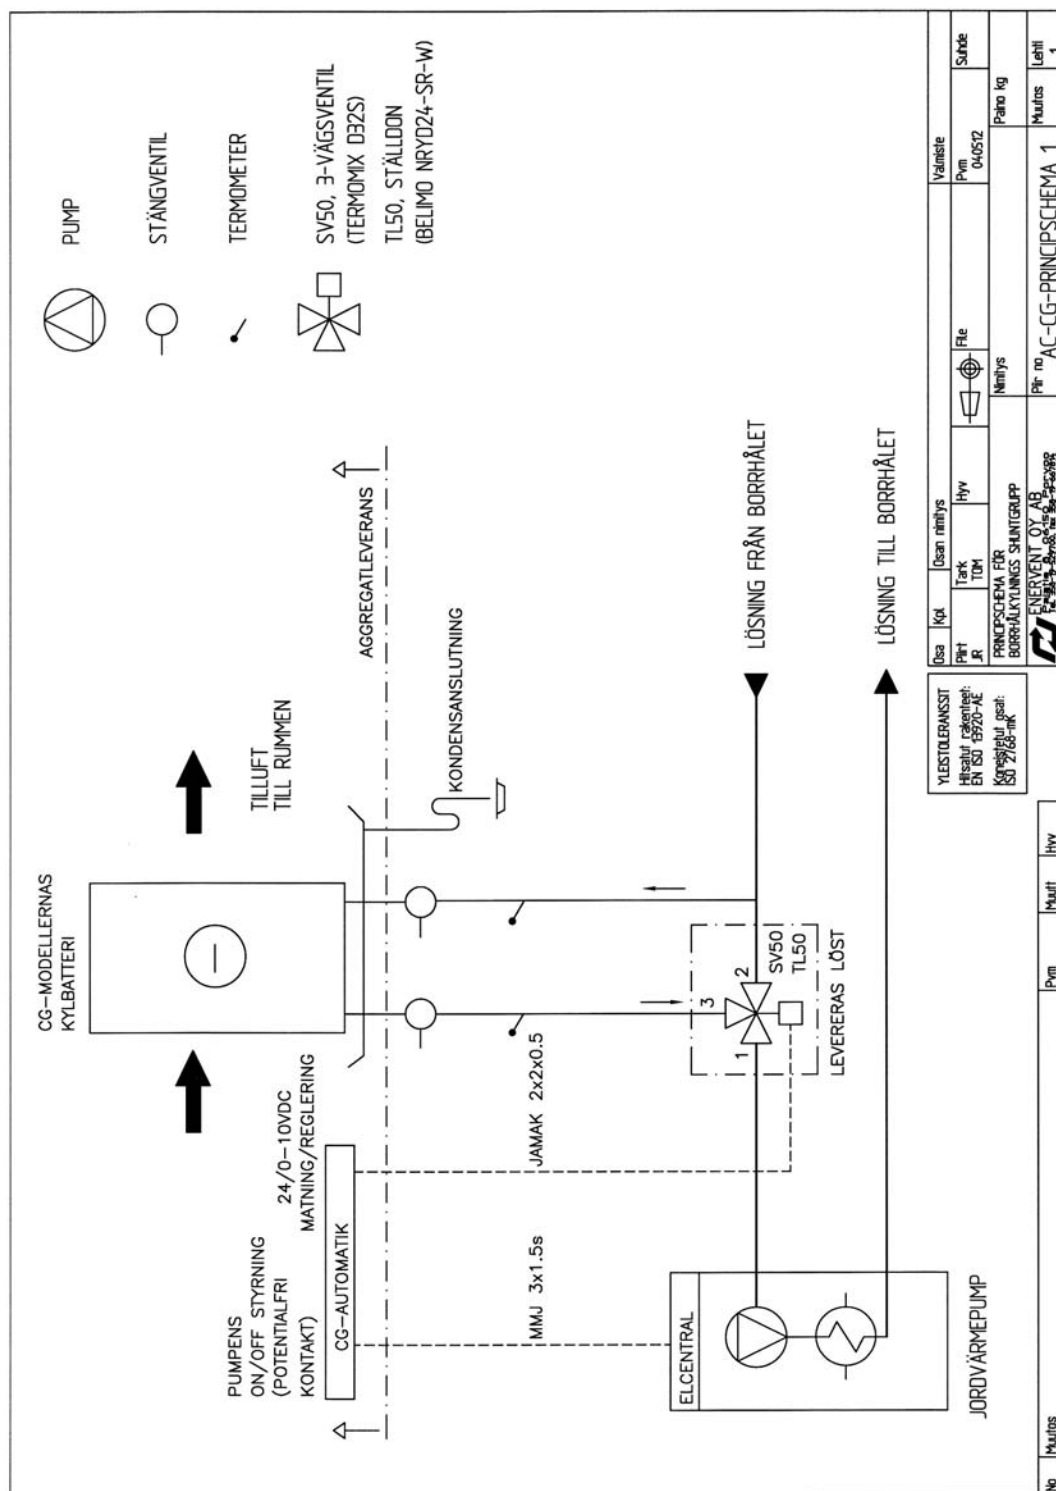 PUMP
STÄNGVENTIL
TERMOMETER
SV50, 3-VÄGSVENTIL
(TERMOMIX D32S)
TL50, STÄLLDON
(BELIMO NRYD24-SR-W)
CG-MODELLERNAS
KYLBATTERI
TILLUFT
TILL RUMMEN
AGGREGATLEVERANS
KONDENSANSLUTNING
PUMPENS
ON/OFF STYRNING
(POTENTIALFRI
KONTAKT)
24/0-10VDC
MATNING/REGLERING
CG-AUTOMATIK
MMJ 3x1.5s
JAMAK 2x2x0.5
3
1
2
SV50
TL50
LEVERERAS LÖST
LÖSNING FRÅN BORRHÅLET
LÖSNING TILL BORRHÅLET
ELCENTRAL
JORDVÄRMEPUMP
YLEISTOLERANSSIT
Hitsatut rakenteet:
EN ISO 13920-AE
Koneistetut osat:
ISO 2768-mK
Osa Kpl Osan nimitys Valmiste
Piirt JR
Tark TOM
Hyv
File
Pvm 040512
Suhde
PRINCIPSCHEMA FÖR
BORRHÅLKYLNINGS SHUNTGRUPP
Nimitys
Paino kg
ENERVENT OY AB
Piir no AC-CG-PRINCIPSCHEMA 1
Muutos
Lehti 1
No Muutos Pvm Muutt Hyv